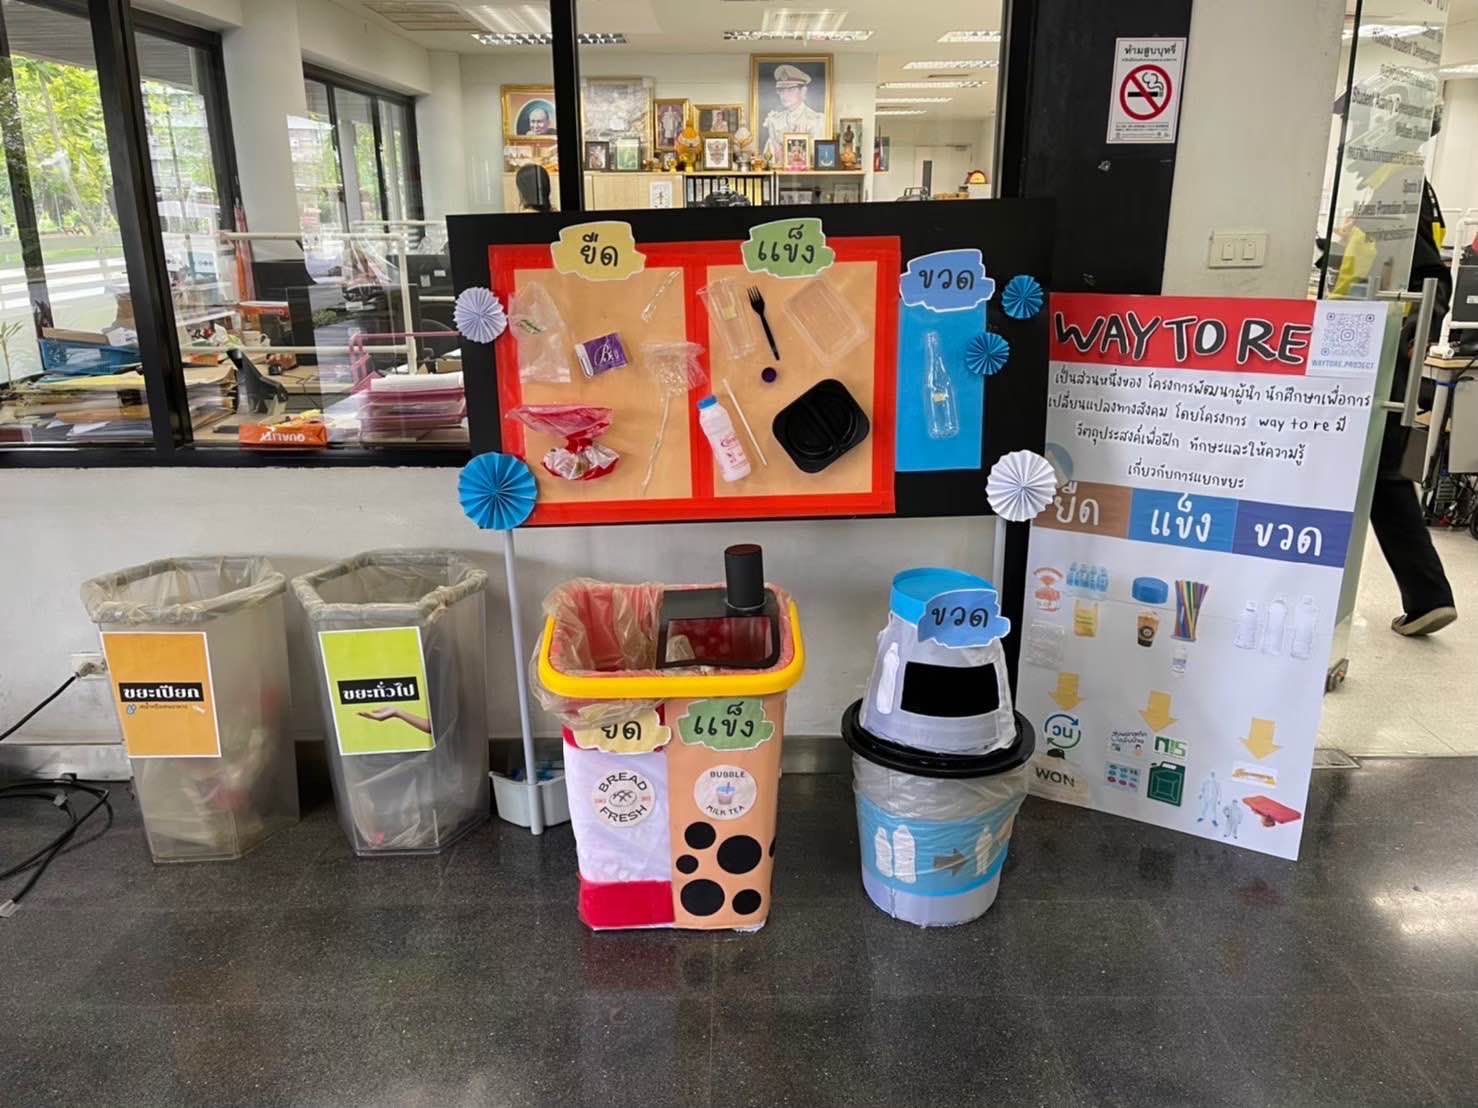 ห้ามสูบบุหรี่
ยืด
แข็ง
ขวด
WAY TO RE
WAYTORE.PROJECT
เป็นส่วนหนึ่งของ โครงการพัฒนาผู้นำ นักศึกษาเพื่อการ
เปลี่ยนแปลงทางสังคม โดยโครงการ way to re มี
วัตถุประสงค์เพื่อฝึก ทักษะและให้ความรู้
เกี่ยวกับการแยกขยะ
ยืด
แข็ง
ขวด
วน
WON
ขยะเปียก
ขยะทั่วไป
ยืด
แข็ง
BREAD
FRESH
BUBBLE
MILK TEA
ขวด